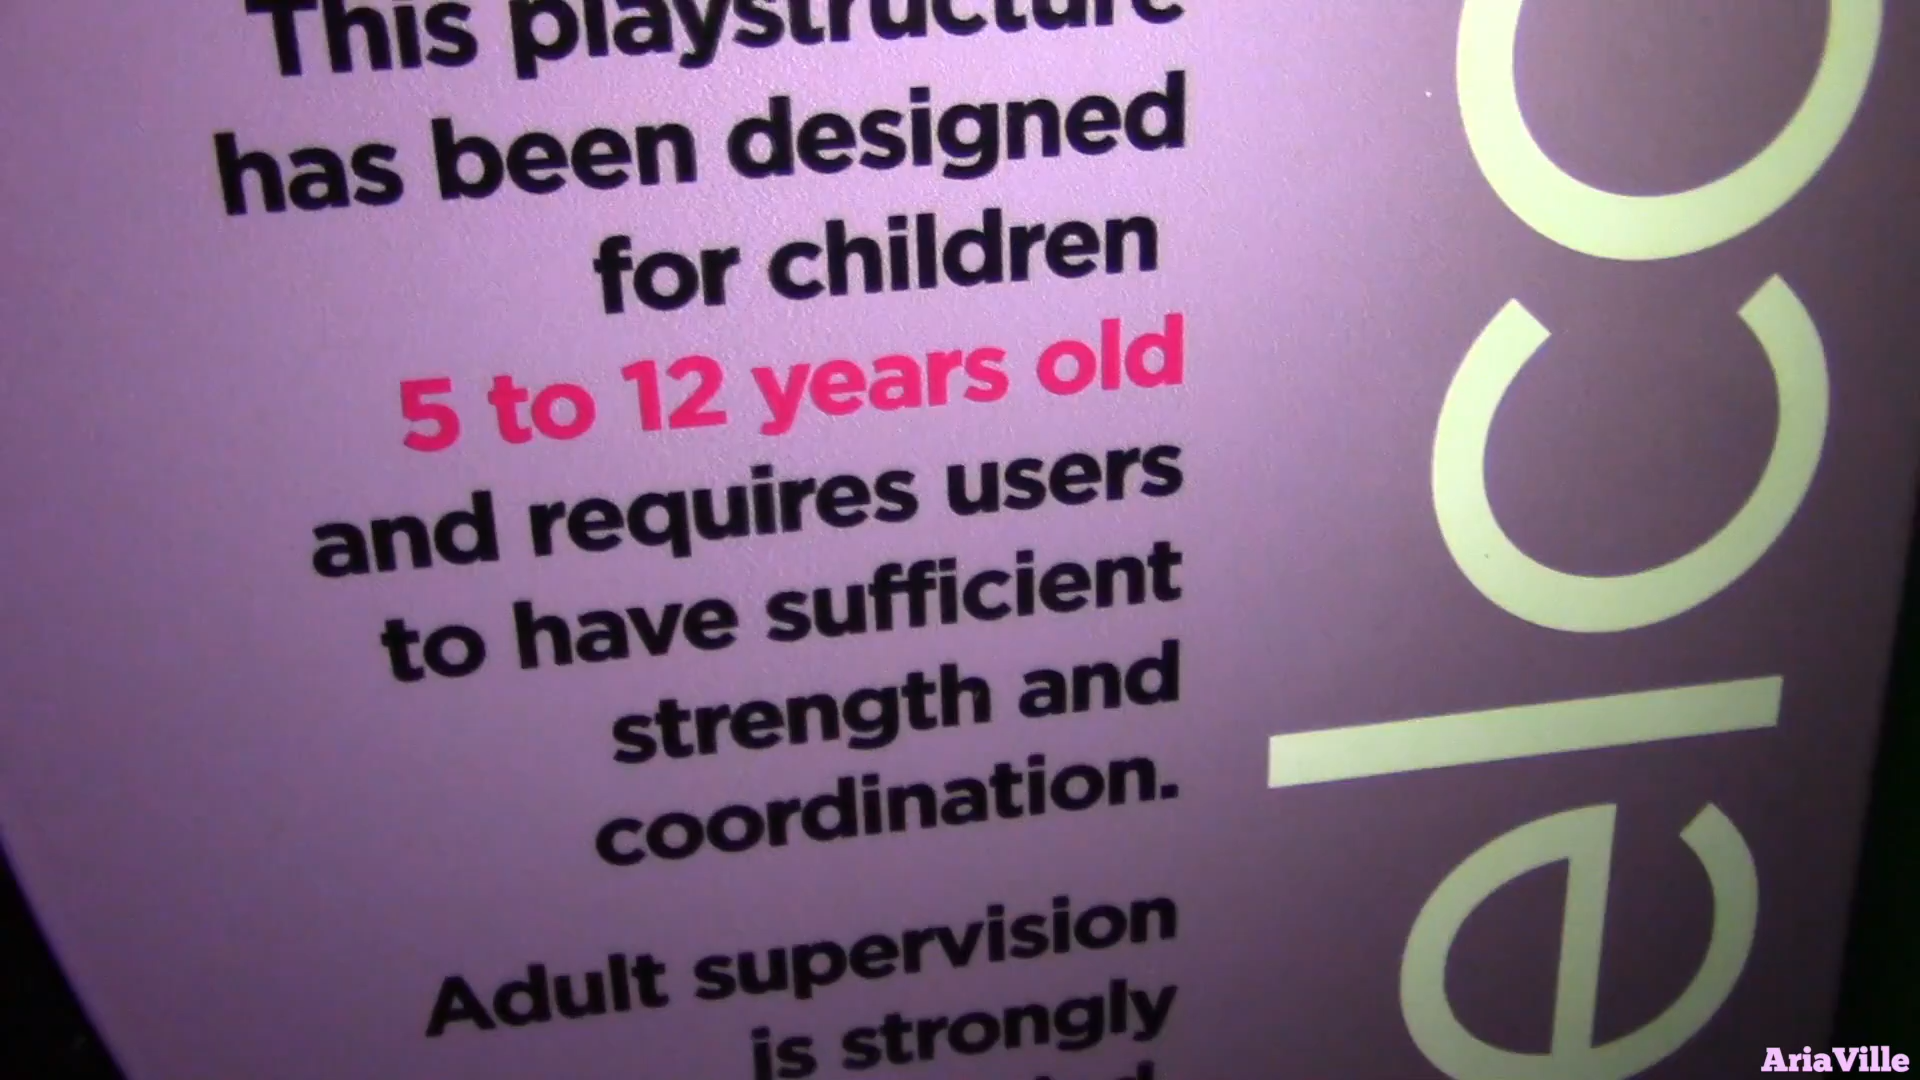 This playstructure
has been designed
for children
5 to 12 years old
and requires users
to have sufficient
strength and
coordination.
Adult supervision
is strongly
elco
AriaVille